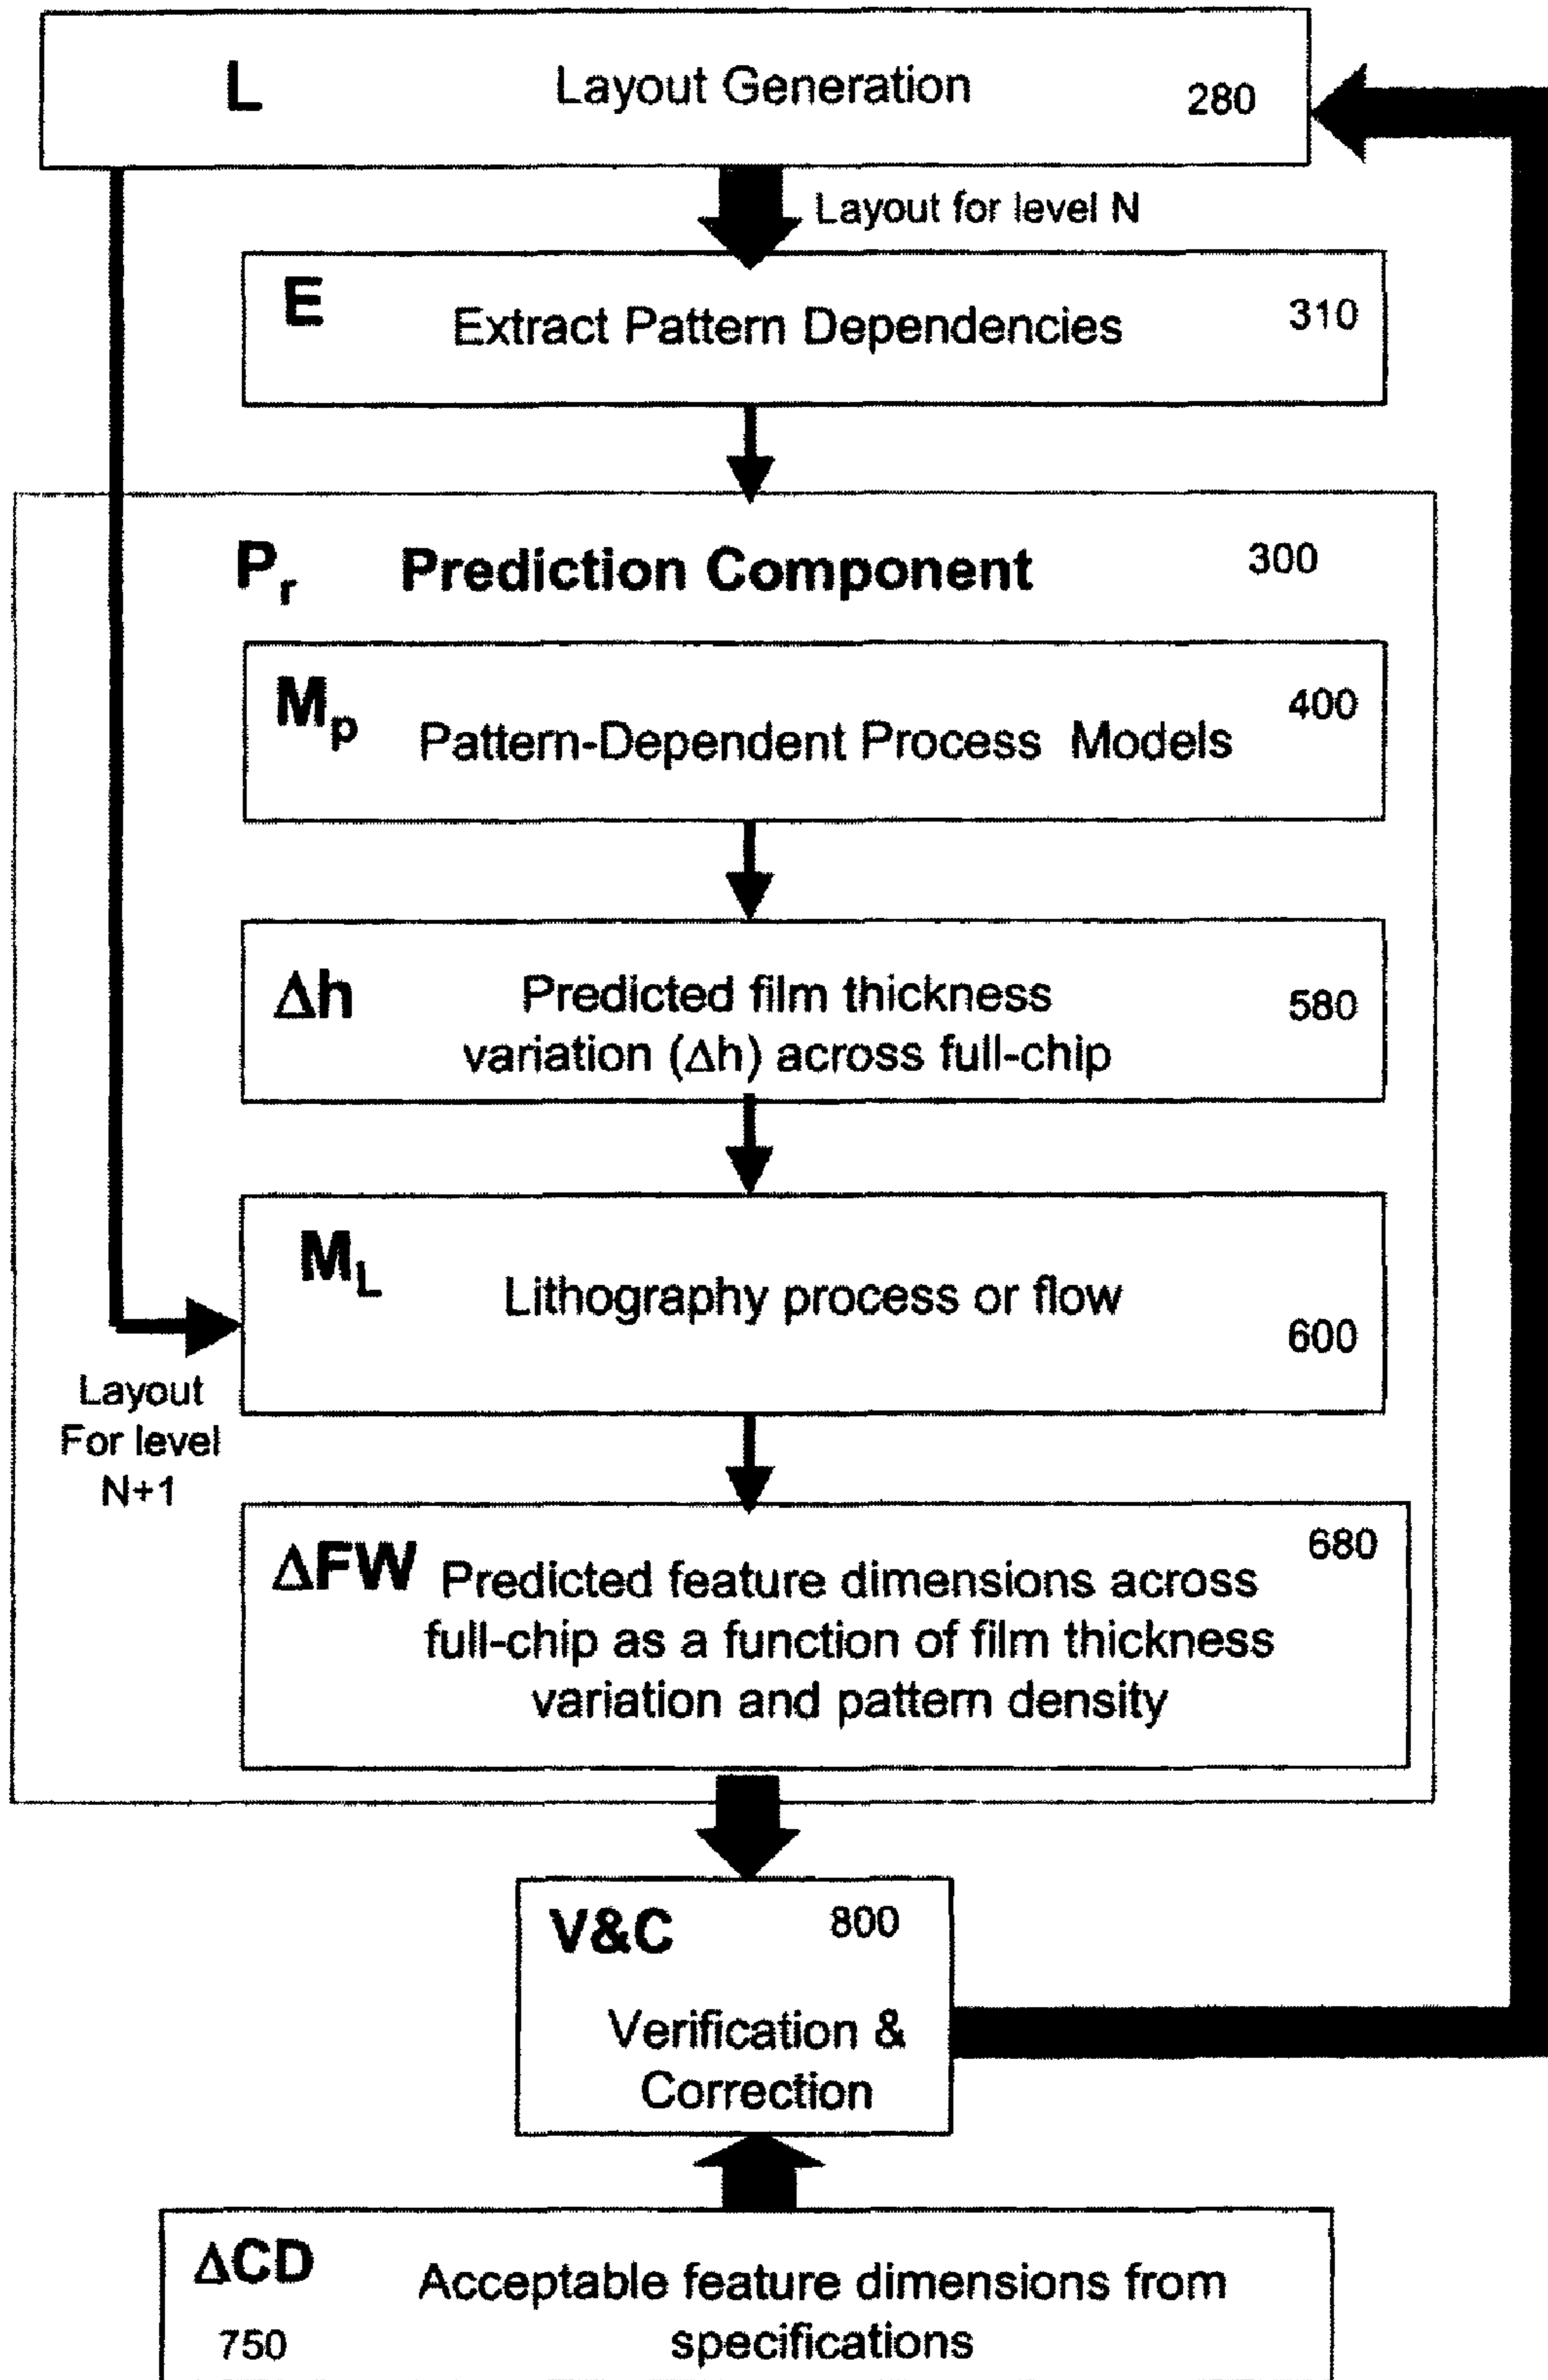 L Layout Generation 280
Layout for level N
E Extract Pattern Dependencies 310
Pr Prediction Component 300
Mp Pattern-Dependent Process Models 400
Δh Predicted film thickness 580
variation (Δh) across full-chip
ML Lithography process or flow
600
Layout
For level
N+1
ΔFW Predicted feature dimensions across 680
full-chip as a function of film thickness
variation and pattern density
V&C 800
Verification &
Correction
ΔCD Acceptable feature dimensions from
750 specifications